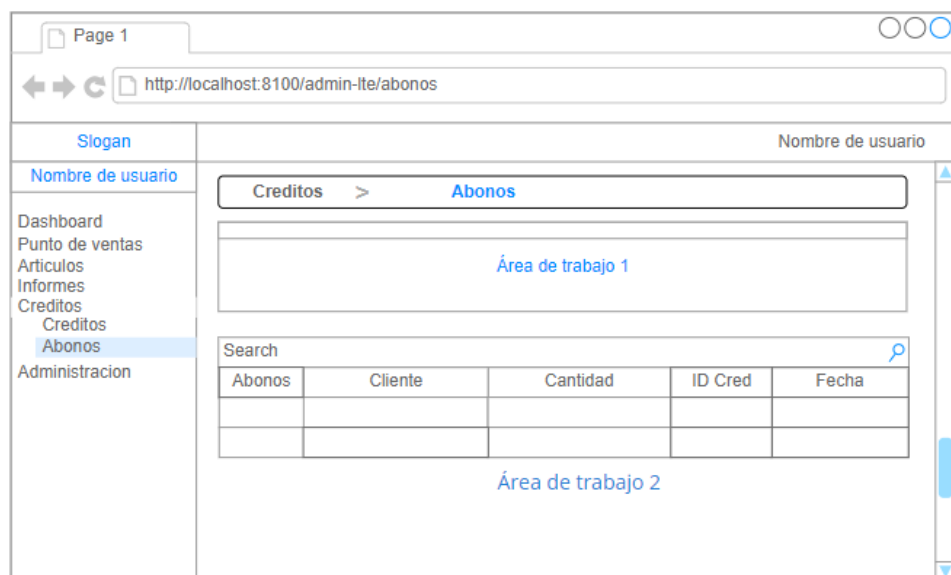 Page 1
http://localhost:8100/admin-lte/abonos
Slogan
Nombre de usuario
Nombre de usuario
Creditos > Abonos
Dashboard
Punto de ventas
Articulos
Informes
Creditos
Creditos
Abonos
Administracion
Área de trabajo 1
Search
Abonos Cliente Cantidad ID Cred Fecha
Área de trabajo 2